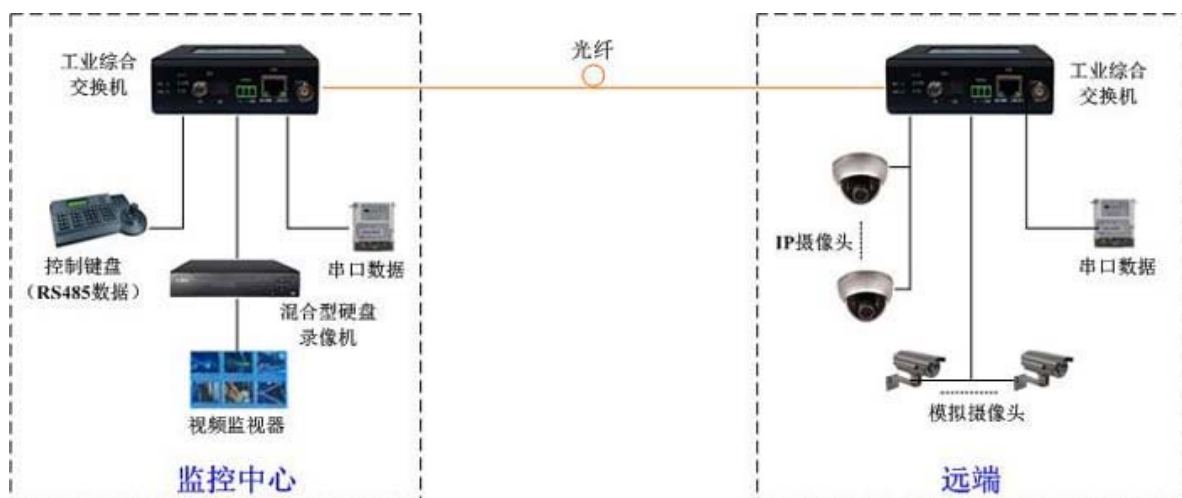 工业综合
交换机
光纤
工业综合
交换机
控制键盘
（RS485数据）
串口数据
混合型硬盘
录像机
视频监视器
监控中心
IP摄像头
串口数据
模拟摄像头
远端